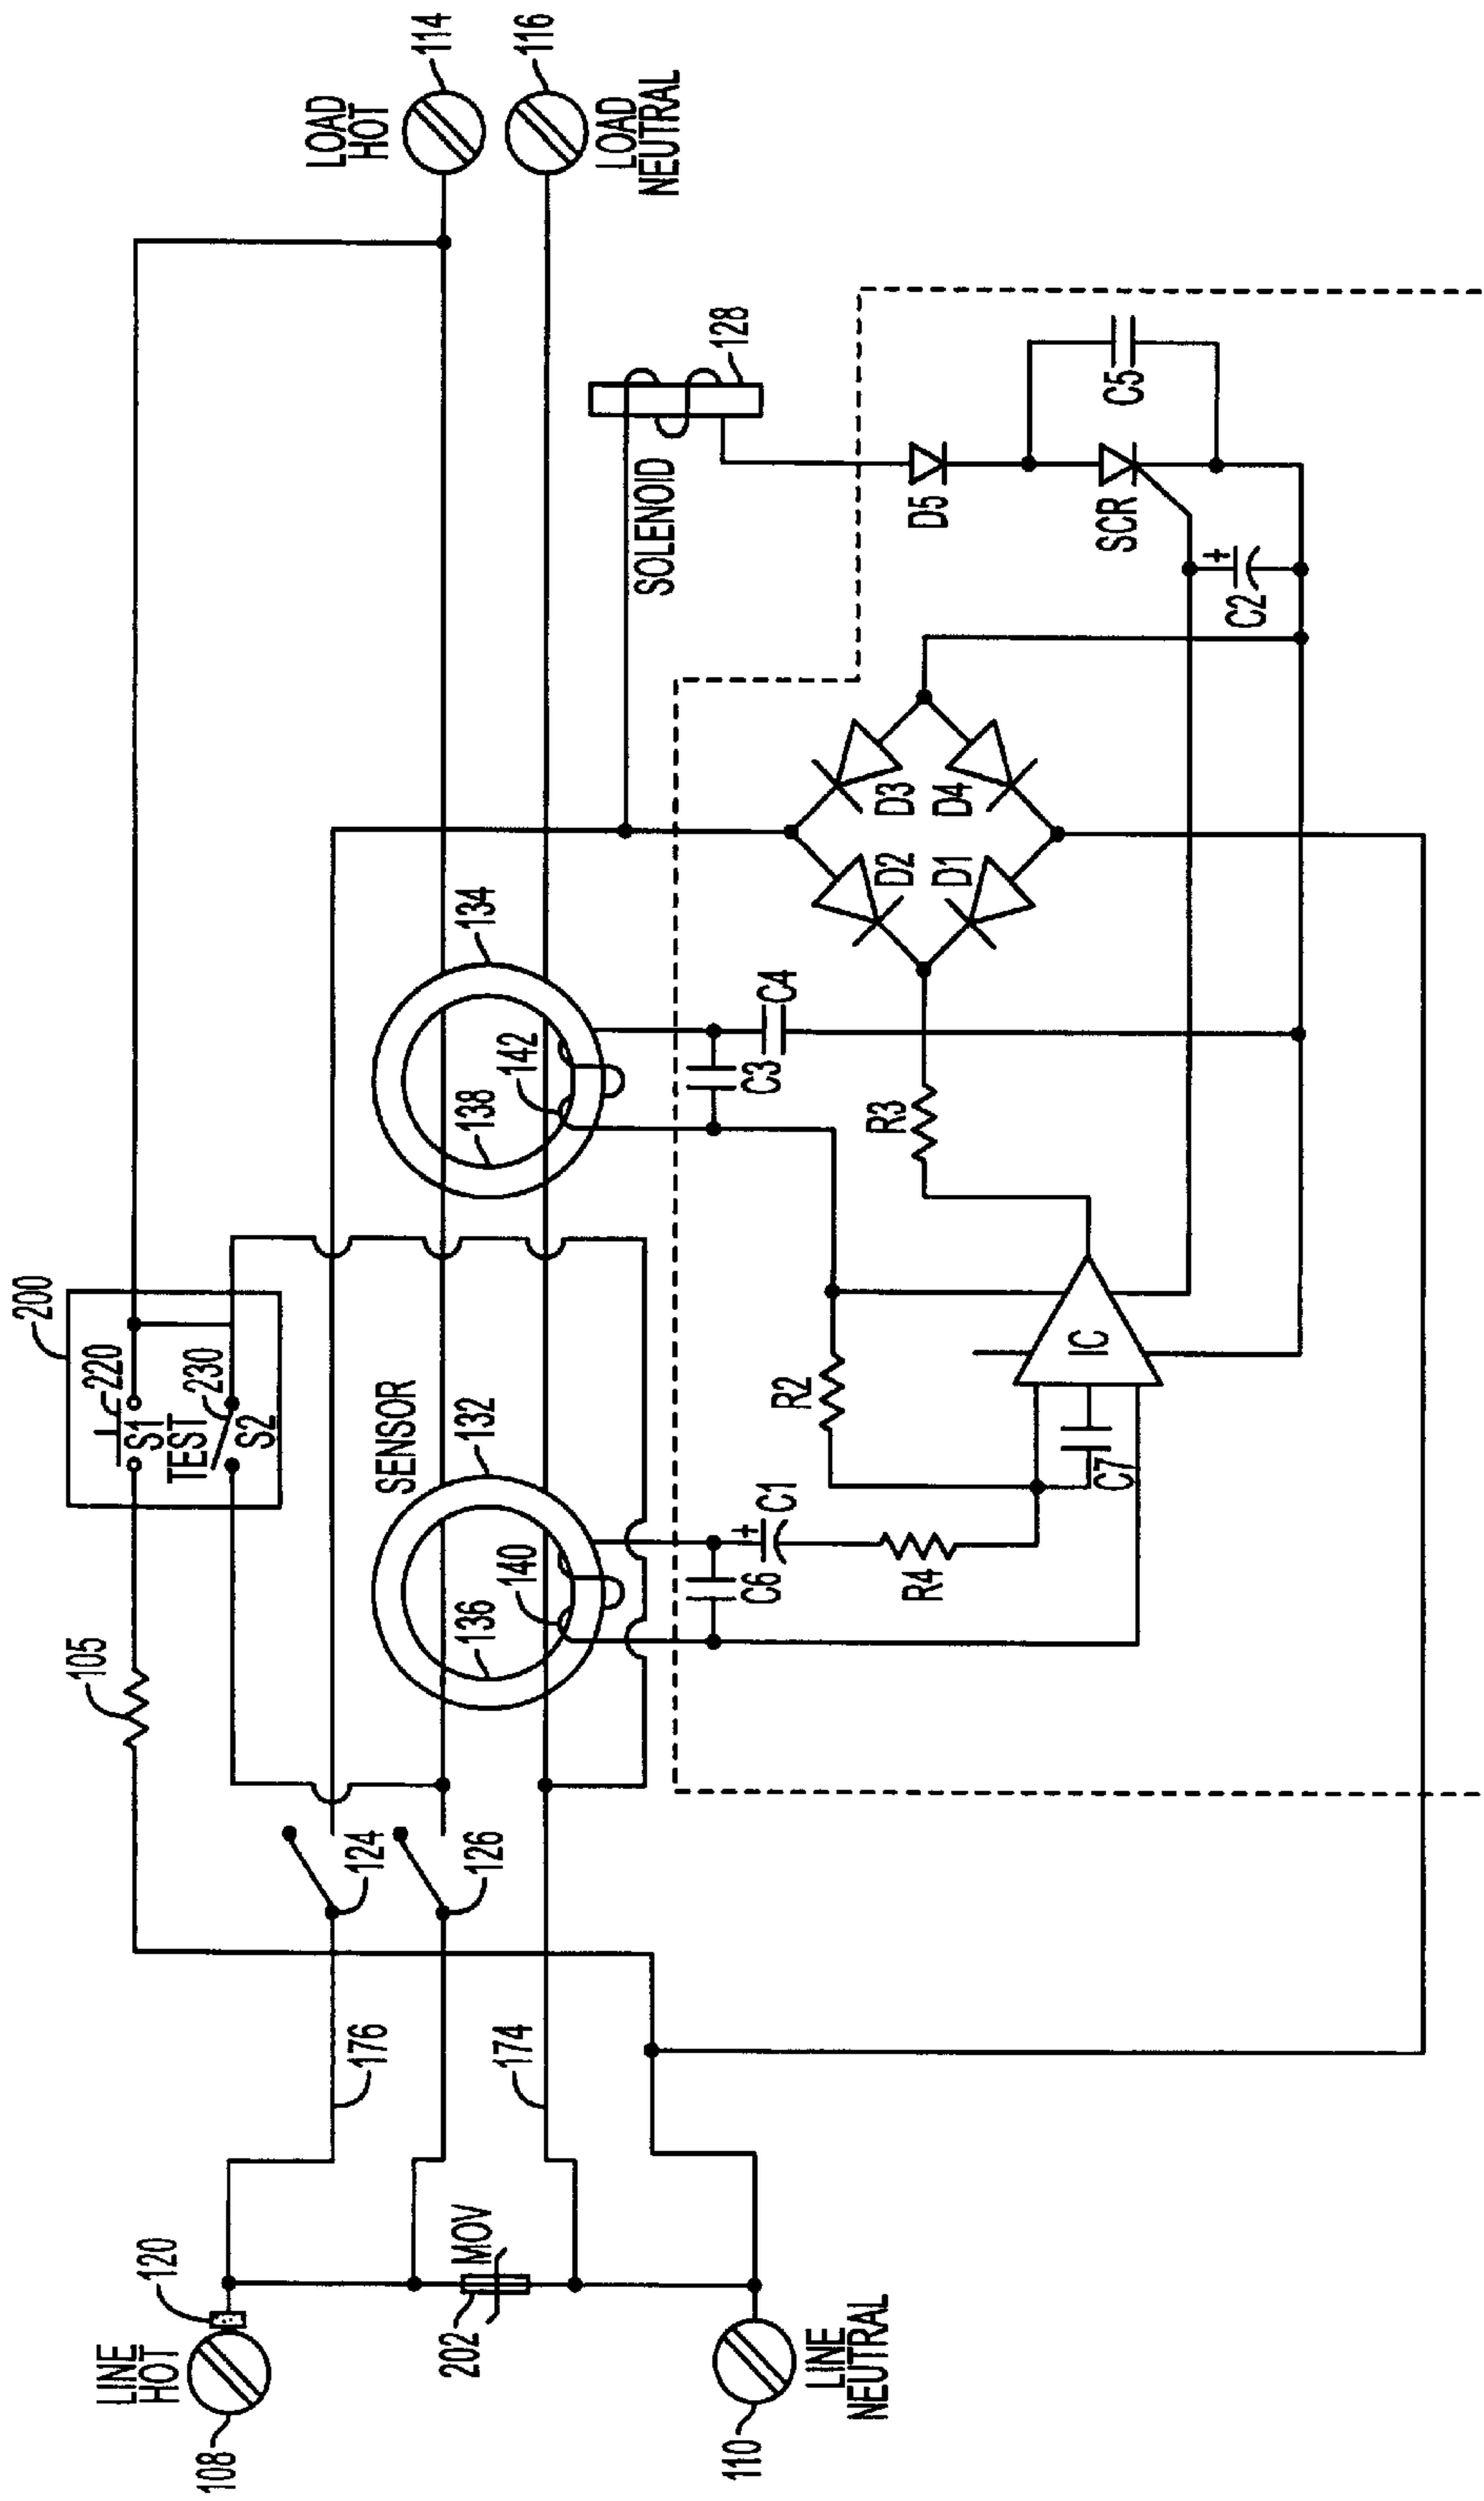 LINE
HOT
108
120
202
MOV
110
LINE
NEUTRAL
176
174
124
126
105
200
220
S1
TEST
230
S2
SENSOR
132
136
140
134
138
142
LOAD
HOT
114
116
LOAD
NEUTRAL
SOLENOID
128
C6
C1
R4
R2
C7
IC
C3
C4
R3
D2
D1
D3
D4
D5
SCR
C5
C2